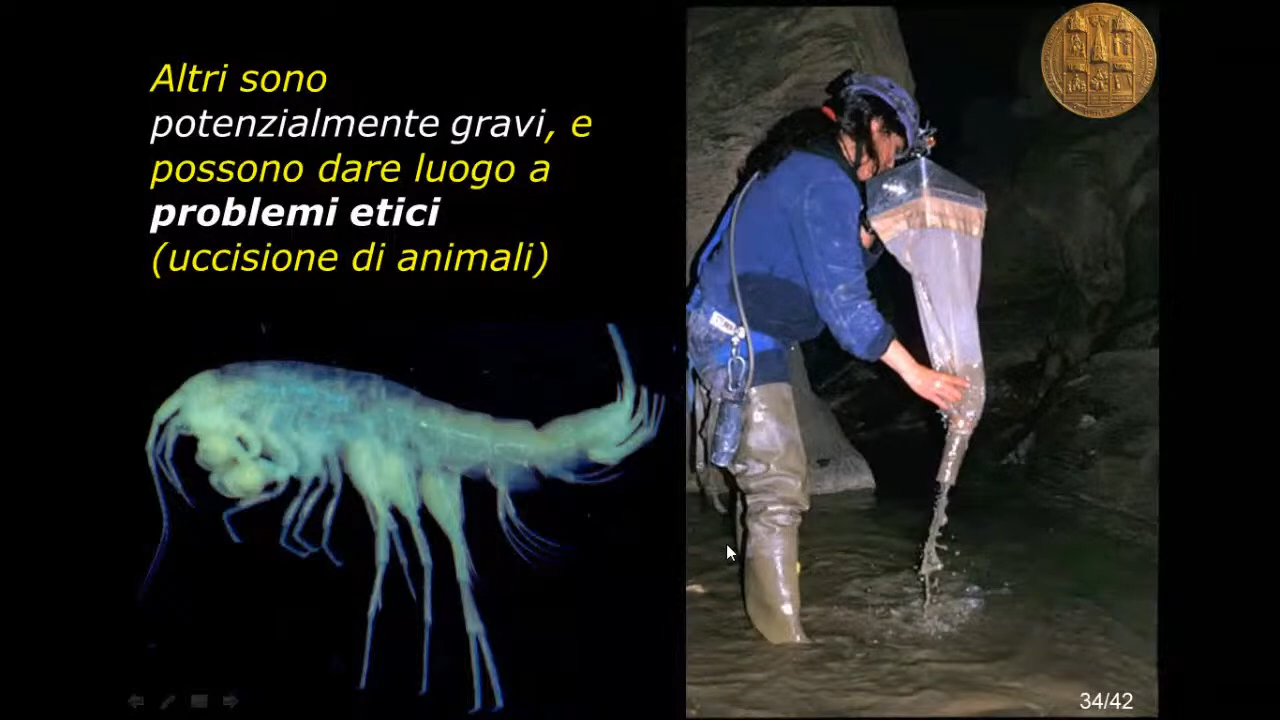 Altri sono
potenzialmente gravi, e
possono dare luogo a
problemi etici
(uccisione di animali)
34/42